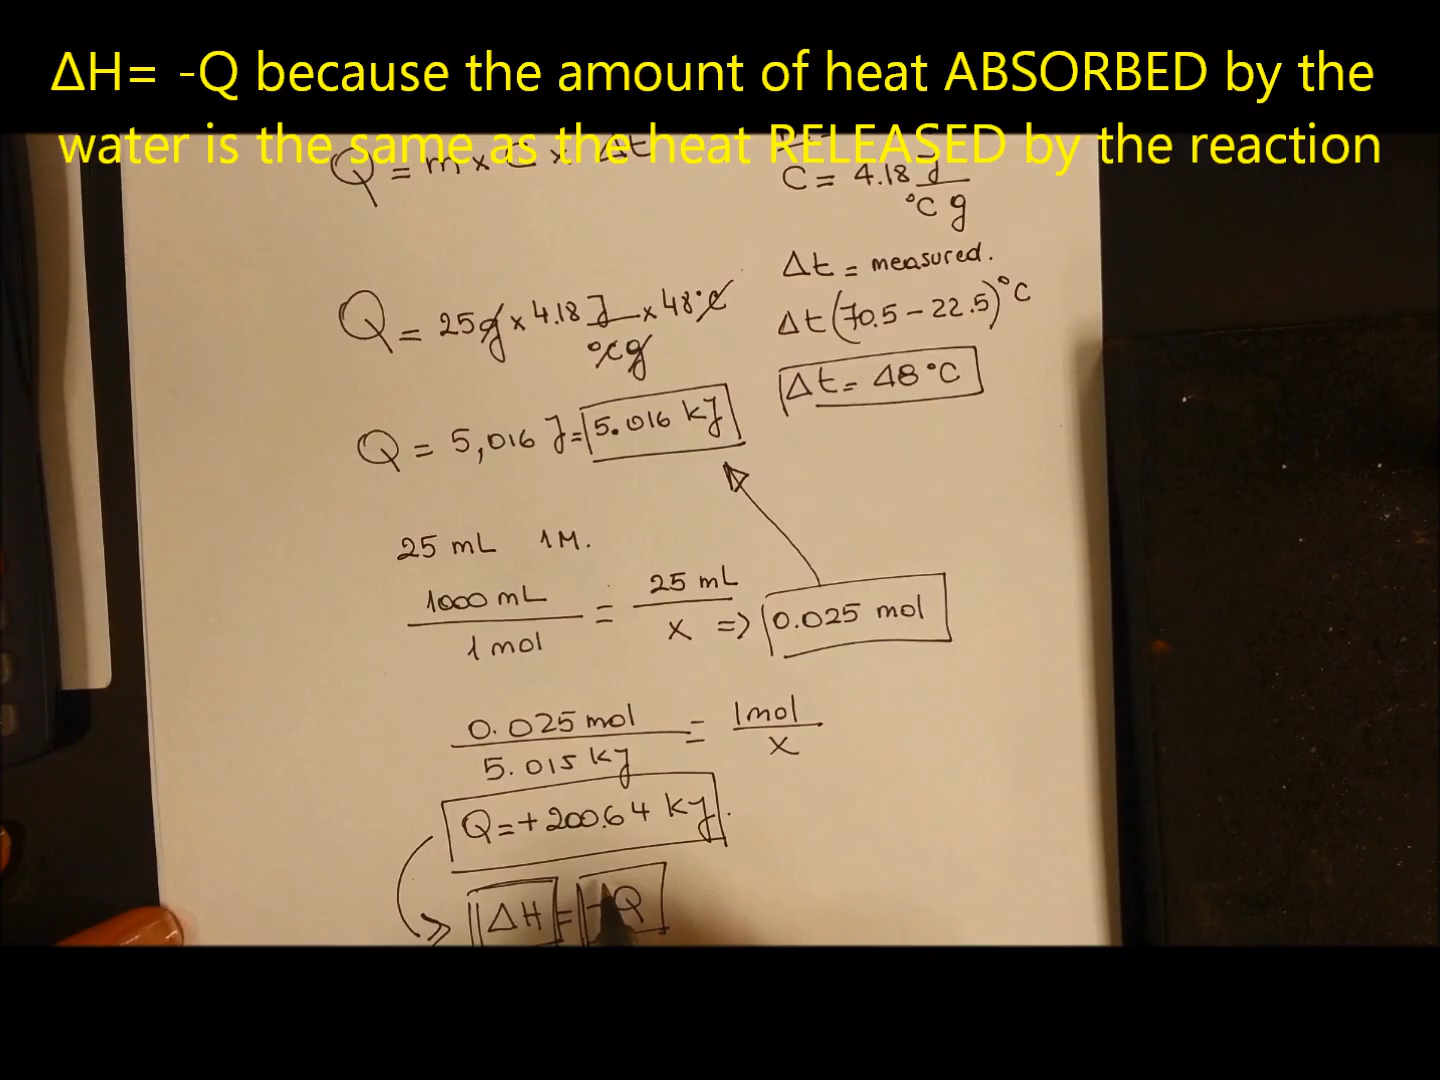 ΔH= -Q because the amount of heat ABSORBED by the
water is the same as the heat RELEASED by the reaction
Q = m x C x Δt
C = 4.18 J
°C g
Δt = measured.
Q = 25g x 4.18 J x 48°C
°C g
Δt (70.5 - 22.5)°C
Δt = 48°C
Q = 5,016 J = 5.016 kJ
25 mL 1M.
1000 mL = 25 mL
1 mol x => 0.025 mol
0.025 mol = 1mol
5.015 kJ x
Q = + 200.64 kJ.
ΔH = -Q